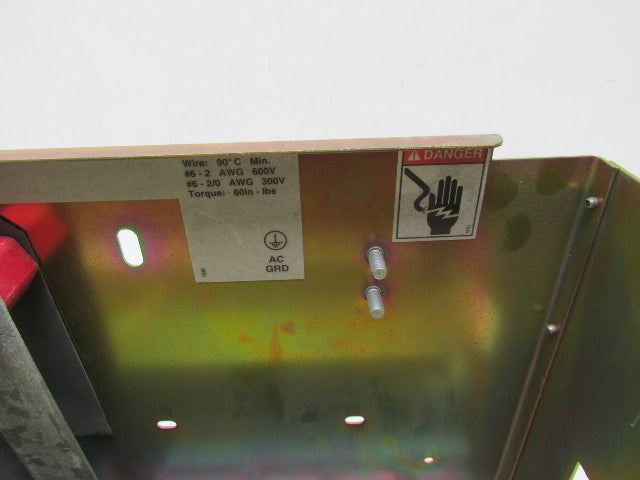 Wire: 90°C Min.
#6 - 2 AWG 600V
#6 - 2/0 AWG 300V
Torque: 60in - lbs
AC
GRD
DANGER